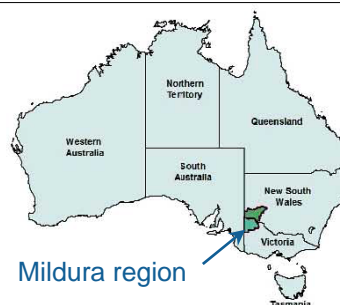 Northern
Territory
Queensland
Western
Australia
South
Australia
New South
Wales
Victoria
Mildura region
Tasmania